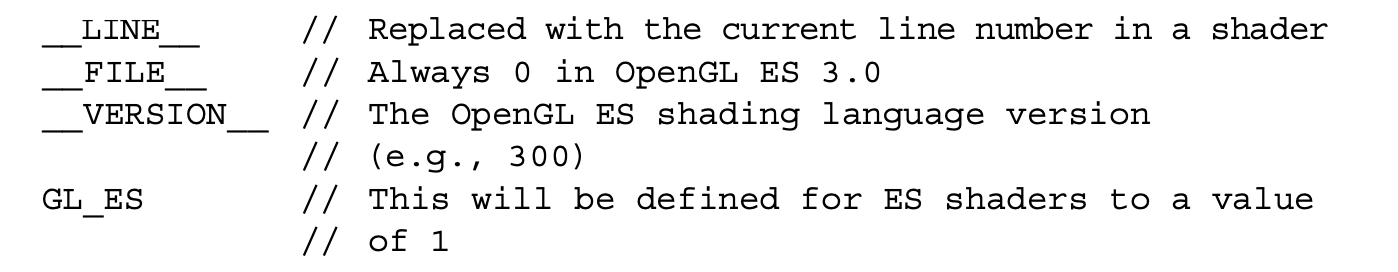 __LINE__ // Replaced with the current line number in a shader
__FILE__ // Always 0 in OpenGL ES 3.0
__VERSION__ // The OpenGL ES shading language version
// (e.g., 300)
GL_ES // This will be defined for ES shaders to a value
// of 1